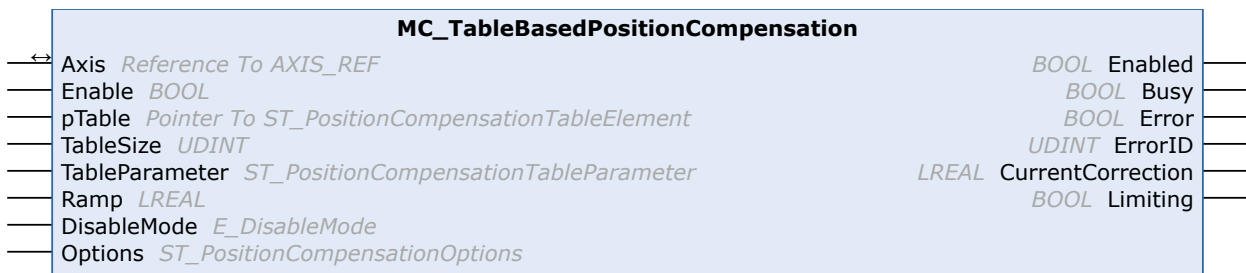 MC_TableBasedPositionCompensation
↔ Axis Reference To AXIS_REF BOOL Enabled
Enable BOOL BOOL Busy
pTable Pointer To ST_PositionCompensationTableElement BOOL Error
TableSize UDINT UDINT ErrorID
TableParameter ST_PositionCompensationTableParameter LREAL CurrentCorrection
Ramp LREAL BOOL Limiting
DisableMode E_DisableMode
Options ST_PositionCompensationOptions